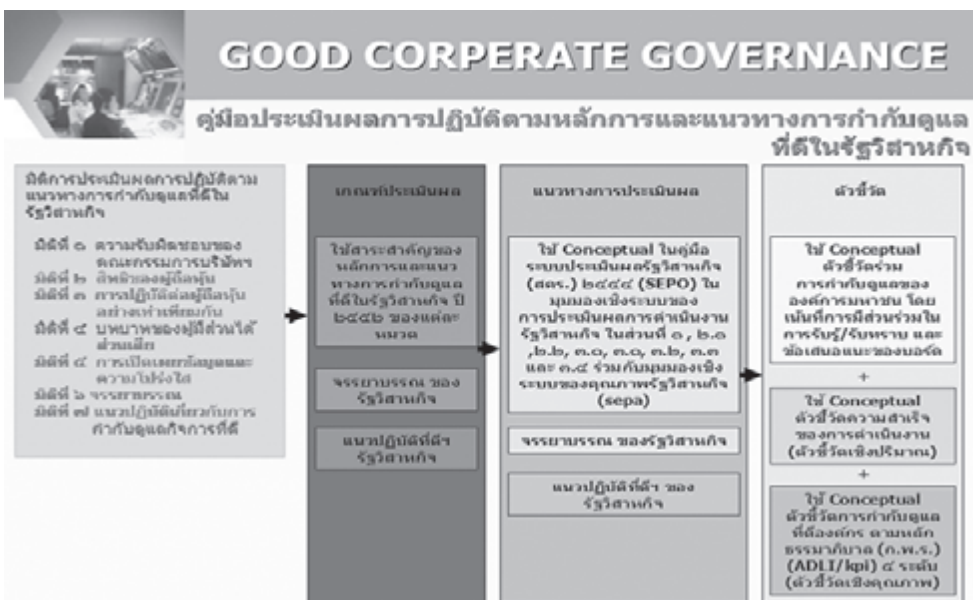 GOOD CORPERATE GOVERNANCE
คู่มือประเมินผลการปฏิบัติตามหลักการและแนวทางการกำกับดูแล
ที่ดีในรัฐวิสาหกิจ
มิติการประเมินผลการปฏิบัติตาม
แนวทางการกำกับดูแลที่ดีใน
รัฐวิสาหกิจ
มิติที่ ๑ ความรับผิดชอบของ
คณะกรรมการบริษัทฯ
มิติที่ ๒ สิทธิของผู้ถือหุ้น
มิติที่ ๓ การปฏิบัติต่อผู้ถือหุ้น
อย่างเท่าเทียมกัน
มิติที่ ๔ บทบาทของผู้มีส่วนได้
ส่วนเสีย
มิติที่ ๕ การเปิดเผยข้อมูลและ
ความโปร่งใส
มิติที่ ๖ จรรยาบรรณ
มิติที่ ๗ แนวปฏิบัติเกี่ยวกับการ
กำกับดูแลกิจการที่ดี
เกณฑ์ประเมินผล
ใช้สาระสำคัญของ
หลักการและแนว
ทางการกำกับดูแล
ที่ดีในรัฐวิสาหกิจ ปี
๒๕๕๒ ของแต่ละ
หมวด
จรรยาบรรณ ของ
รัฐวิสาหกิจ
แนวปฏิบัติที่ดีฯ
รัฐวิสาหกิจ
แนวทางการประเมินผล
ใช้ Conceptual ในคู่มือ
ระบบประเมินผลรัฐวิสาหกิจ
(สคร.) ๒๕๕๕ (SEPO) ใน
มุมมองเชิงระบบของ
การประเมินผลการดำเนินงาน
รัฐวิสาหกิจ ในส่วนที่ ๑ , ๒.๑
,๒.๒, ๓.๑, ๓.๑, ๓.๒, ๓.๓
และ ๓.๕ ร่วมกับมุมมองเชิง
ระบบของคุณภาพรัฐวิสาหกิจ
(sepa)
จรรยาบรรณ ของรัฐวิสาหกิจ
แนวปฏิบัติที่ดีฯ ของ
รัฐวิสาหกิจ
ตัวชี้วัด
ใช้ Conceptual
ตัวชี้วัดร่วม
การกำกับดูแลของ
องค์การมหาชน โดย
เน้นที่การมีส่วนร่วมใน
การรับรู้/รับทราบ และ
ข้อเสนอแนะของบอร์ด
+
ใช้ Conceptual
ตัวชี้วัดความสำเร็จ
ของการดำเนินงาน
(ตัวชี้วัดเชิงปริมาณ)
+
ใช้ Conceptual
ตัวชี้วัดการกำกับดูแล
ที่ดีองค์กร ตามหลัก
ธรรมาภิบาล (ก.พ.ร.)
(ADLI/kpi) ๕ ระดับ
(ตัวชี้วัดเชิงคุณภาพ)